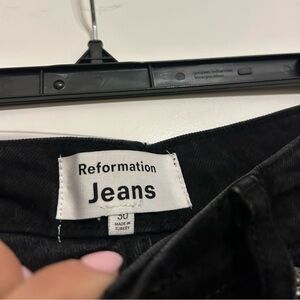 Reformation
Jeans
30
MADE IN
TURKEY